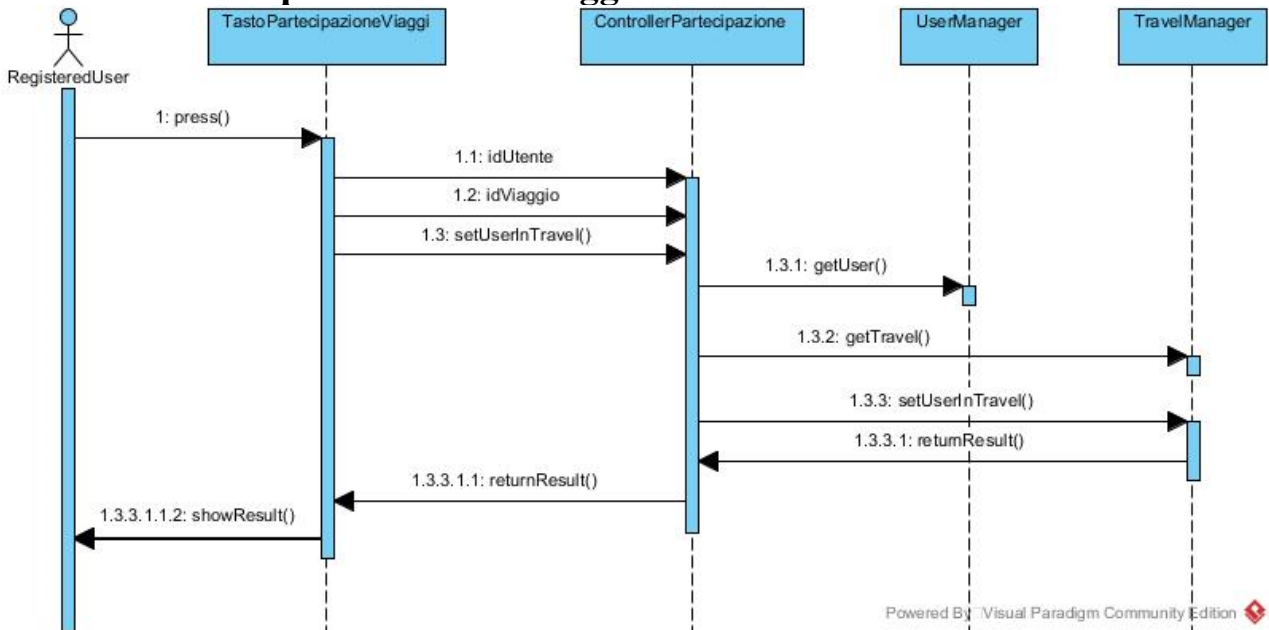 RegisteredUser
TastoPartecipazioneViaggi
ControllerPartecipazione
UserManager
TravelManager
1: press()
1.1: idUtente
1.2: idViaggio
1.3: setUserInTravel()
1.3.1: getUser()
1.3.2: getTravel()
1.3.3: setUserInTravel()
1.3.3.1: returnResult()
1.3.3.1.1: returnResult()
1.3.3.1.1.2: showResult()
Powered By Visual Paradigm Community Edition